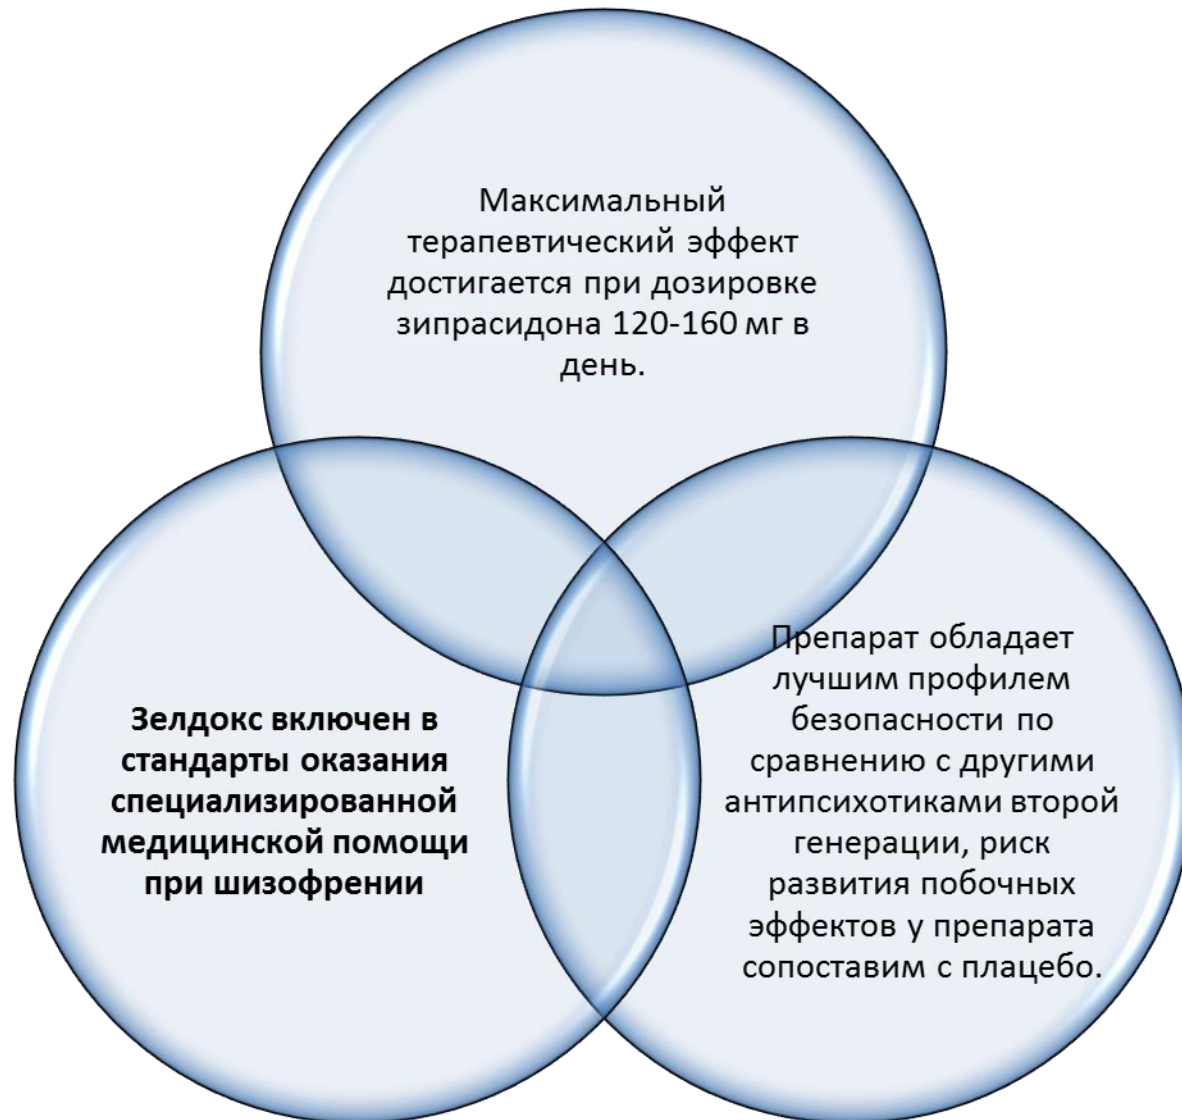 Максимальный
терапевтический эффект
достигается при дозировке
зипрасидона 120-160 мг в
день.
Зелдокс включен в
стандарты оказания
специализированной
медицинской помощи
при шизофрении
Препарат обладает
лучшим профилем
безопасности по
сравнению с другими
антипсихотиками второй
генерации, риск
развития побочных
эффектов у препарата
сопоставим с плацебо.